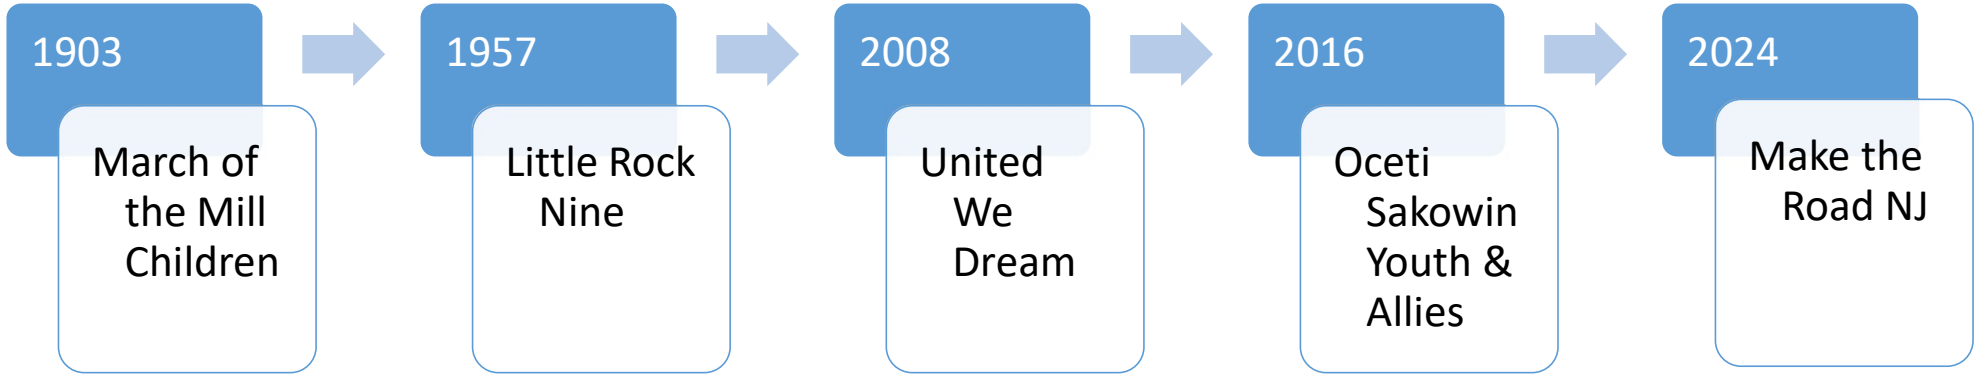 1903
March of
the Mill
Children
1957
Little Rock
Nine
2008
United
We
Dream
2016
Oceti
Sakowin
Youth &
Allies
2024
Make the
Road NJ